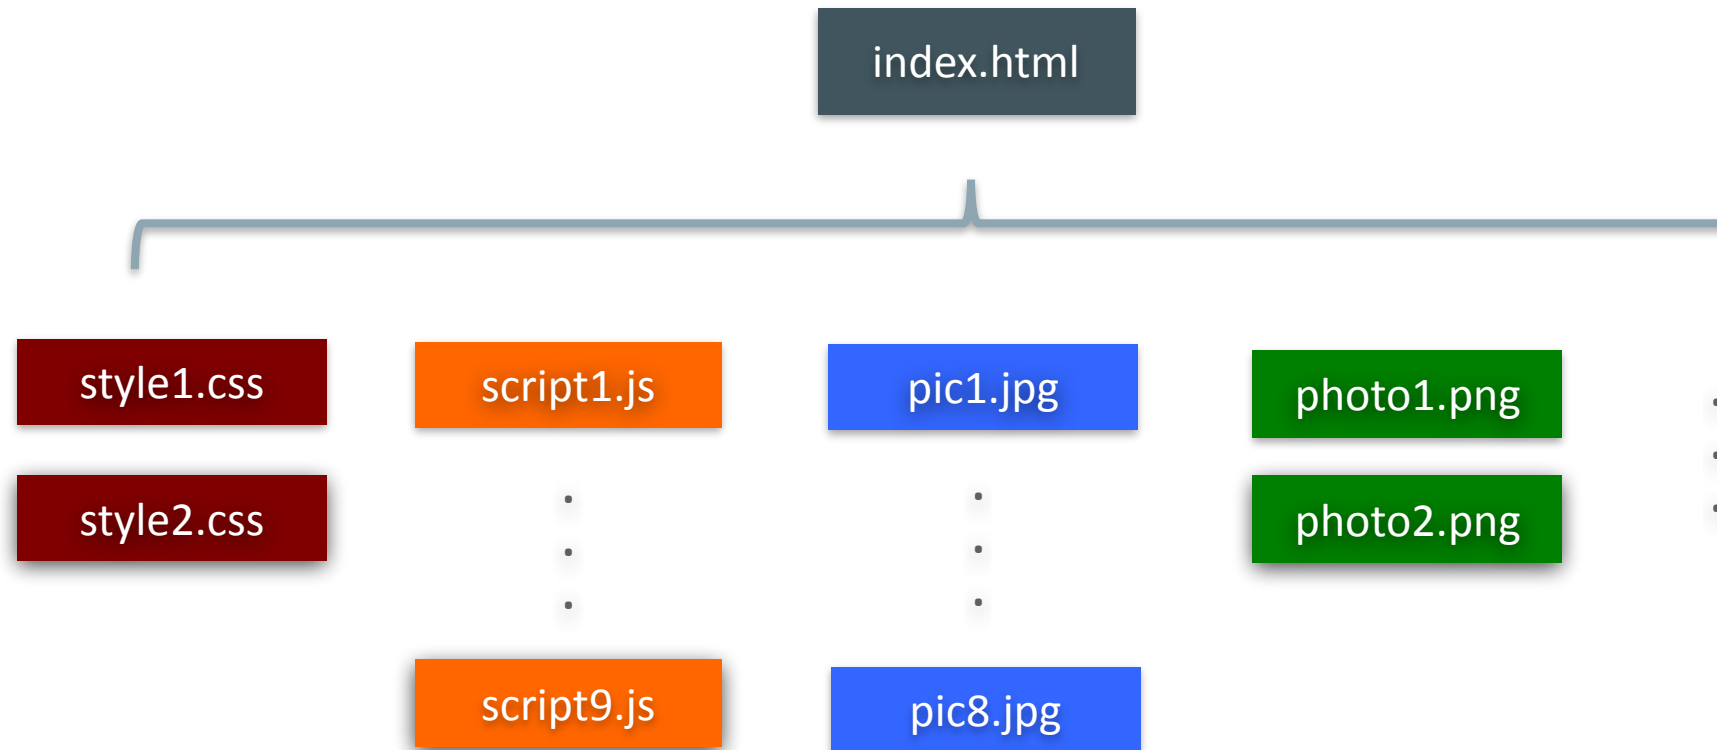 index.html
style1.css
script1.js
pic1.jpg
photo1.png
style2.css
.
.
.
.
.
.
photo2.png
.
.
.
script9.js
pic8.jpg